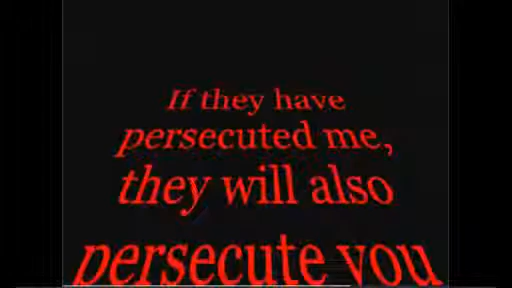 If they have
persecuted me,
they will also
persecute you